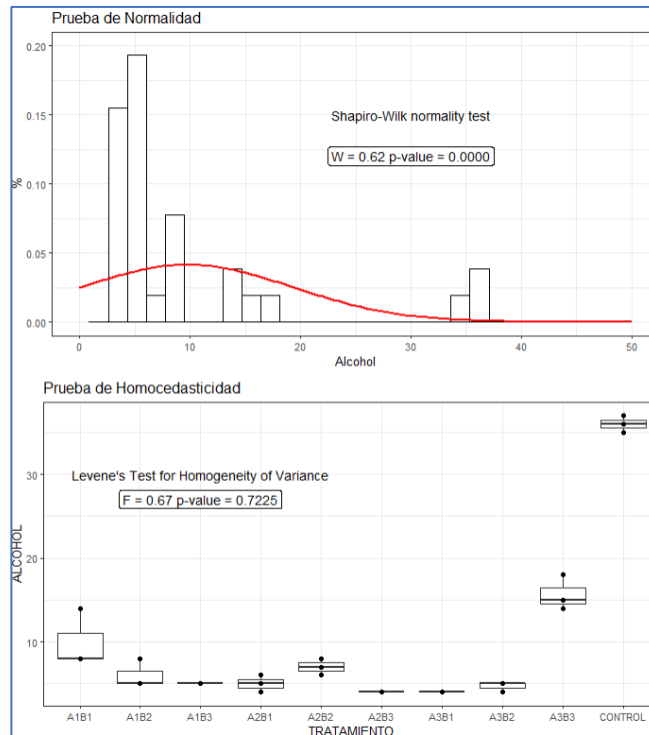 Prueba de Normalidad
0.20
Shapiro-Wilk normality test
0.15
W = 0.62 p-value = 0.0000
%
0.10
0.05
0.00
0 10 20 30 40 50
Alcohol
Prueba de Homocedasticidad
Levene's Test for Homogeneity of Variance
30
F = 0.67 p-value = 0.7225
ALCOHOL
20
10
A1B1 A1B2 A1B3 A2B1 A2B2 A2B3 A3B1 A3B2 A3B3 CONTROL
TRATAMIENTO